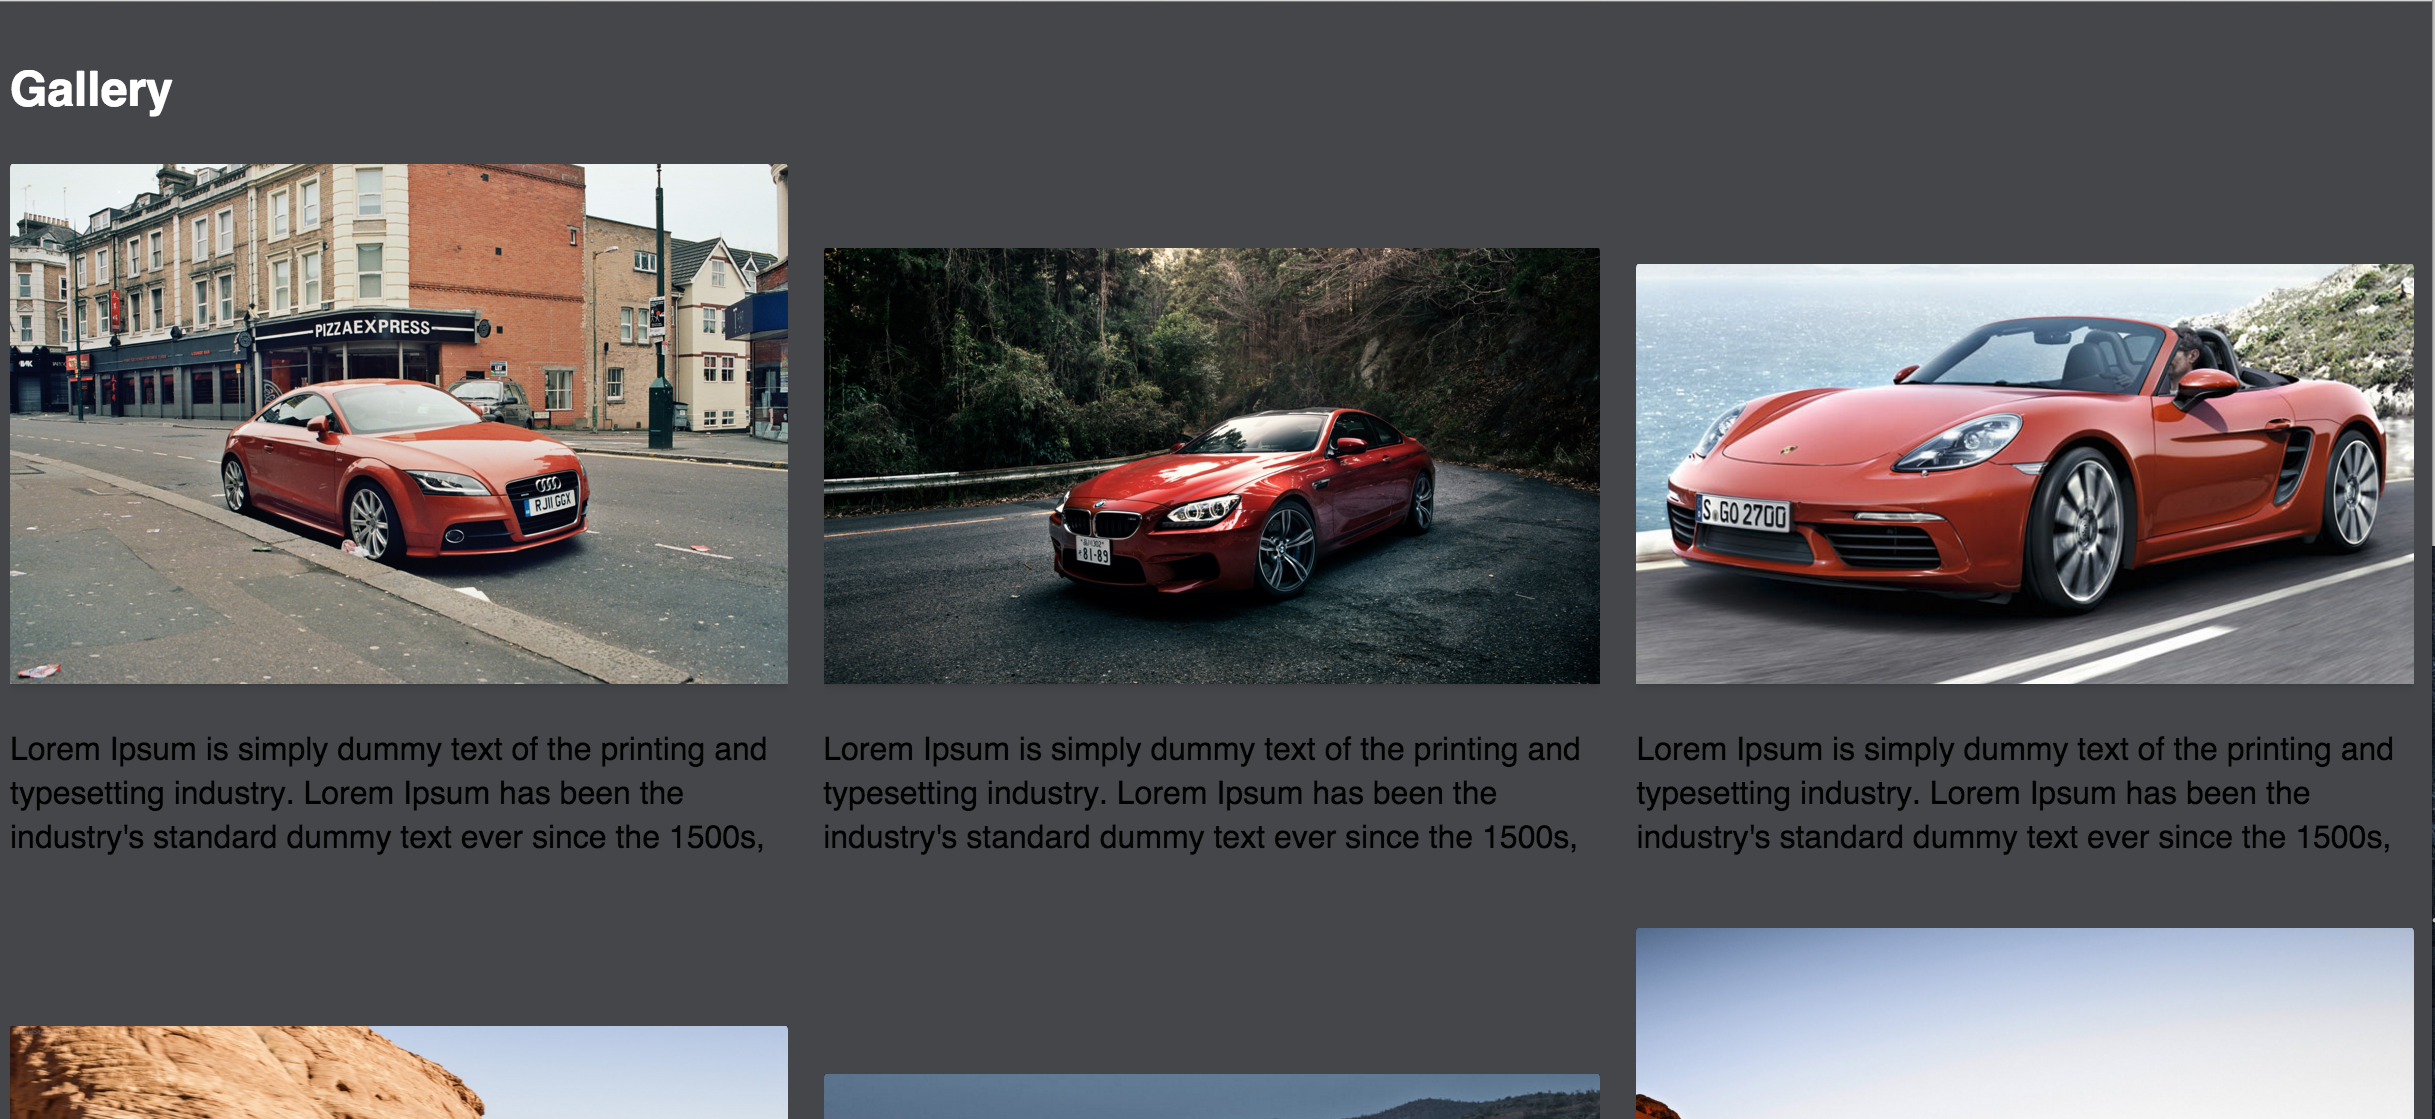 Gallery
PIZZAEXPRESS
LET
RJ11 GGX
81-89
S GO 2700
Lorem Ipsum is simply dummy text of the printing and
typesetting industry. Lorem Ipsum has been the
industry's standard dummy text ever since the 1500s,
Lorem Ipsum is simply dummy text of the printing and
typesetting industry. Lorem Ipsum has been the
industry's standard dummy text ever since the 1500s,
Lorem Ipsum is simply dummy text of the printing and
typesetting industry. Lorem Ipsum has been the
industry's standard dummy text ever since the 1500s,